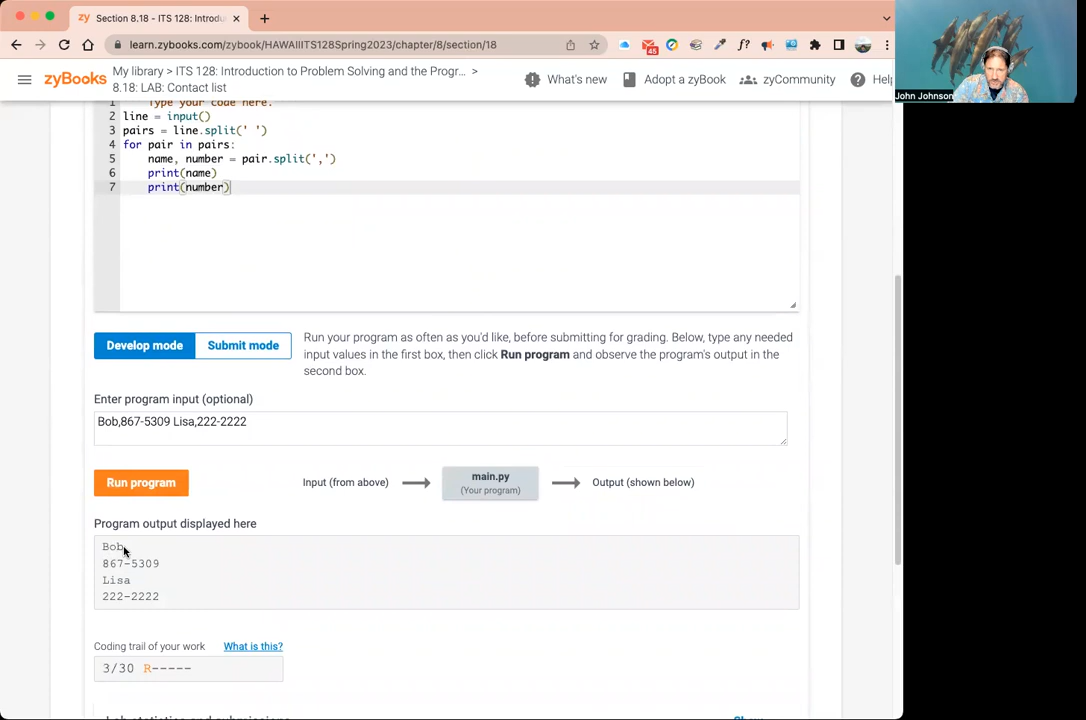 zy Section 8.18 - ITS 128: Introdu × +
learn.zybooks.com/zybook/HAWAIIITS128Spring2023/chapter/8/section/18
45
f?
zyBooks
My library > ITS 128: Introduction to Problem Solving and the Progr... >
8.18: LAB: Contact list
What's new
Adopt a zyBook
zyCommunity
Help
John Johnson
1 Type your code here.
2 line = input()
3 pairs = line.split(' ')
4 for pair in pairs:
5 name, number = pair.split(',')
6 print(name)
7 print(number)
Develop mode
Submit mode
Run your program as often as you'd like, before submitting for grading. Below, type any needed
input values in the first box, then click Run program and observe the program's output in the
second box.
Enter program input (optional)
Bob,867-5309 Lisa,222-2222
Run program
Input (from above)
main.py
(Your program)
Output (shown below)
Program output displayed here
Bob
867-5309
Lisa
222-2222
Coding trail of your work What is this?
3/30 R-----